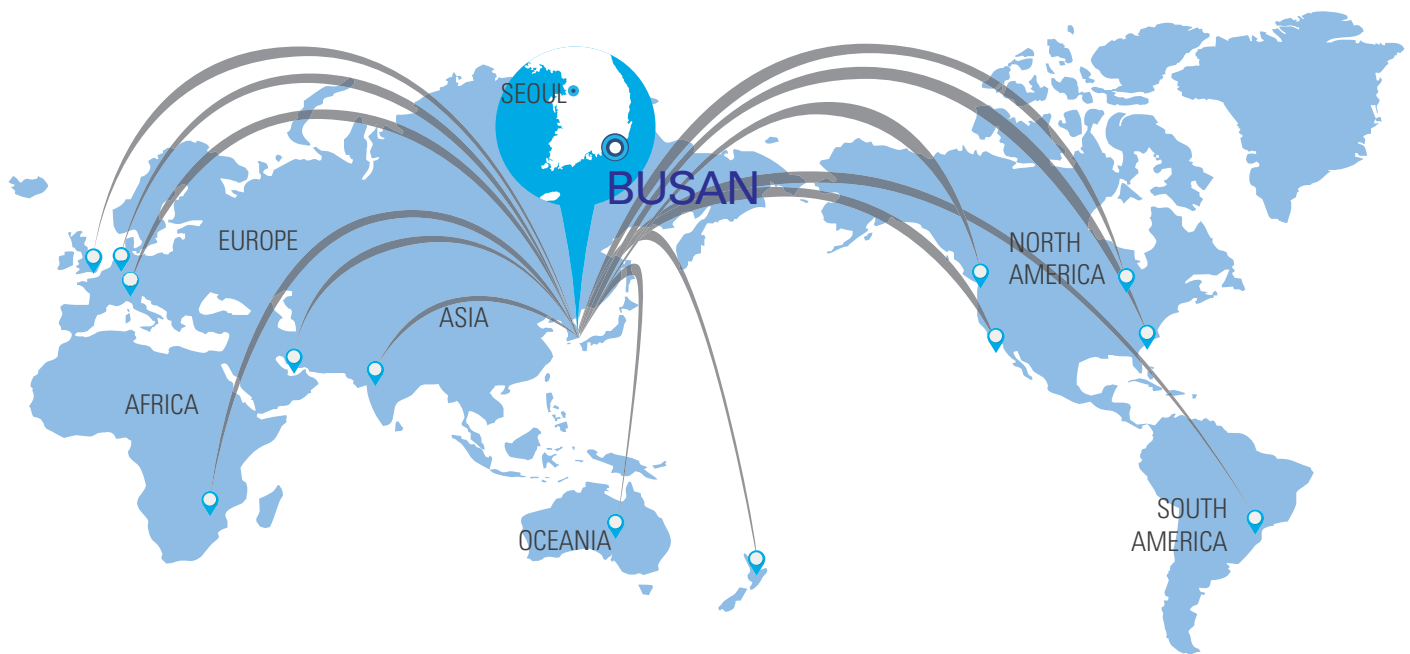 SEOUL
BUSAN
EUROPE
NORTH
AMERICA
ASIA
AFRICA
SOUTH
AMERICA
OCEANIA